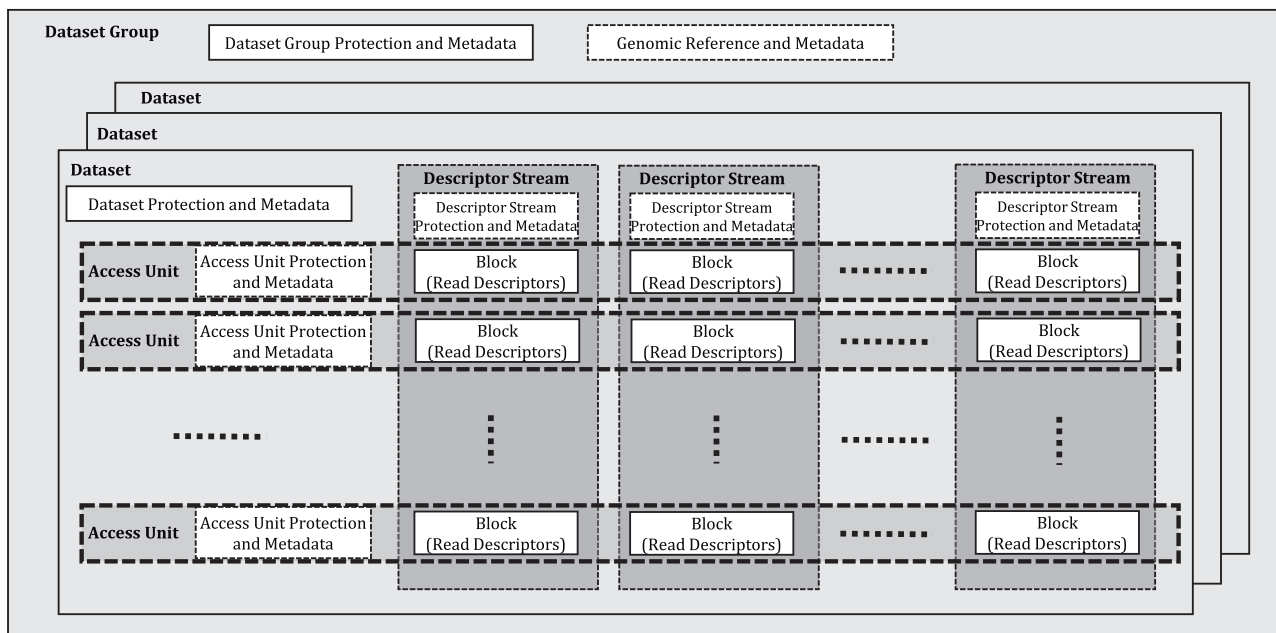 Dataset Group
Dataset Group Protection and Metadata
Genomic Reference and Metadata
Dataset
Dataset
Dataset
Dataset Protection and Metadata
Descriptor Stream
Descriptor Stream
Descriptor Stream
Descriptor Stream
Protection and Metadata
Descriptor Stream
Protection and Metadata
Descriptor Stream
Protection and Metadata
Access Unit
Access Unit Protection
and Metadata
Block
(Read Descriptors)
Block
(Read Descriptors)
Block
(Read Descriptors)
Access Unit
Access Unit Protection
and Metadata
Block
(Read Descriptors)
Block
(Read Descriptors)
Block
(Read Descriptors)
Access Unit
Access Unit Protection
and Metadata
Block
(Read Descriptors)
Block
(Read Descriptors)
Block
(Read Descriptors)